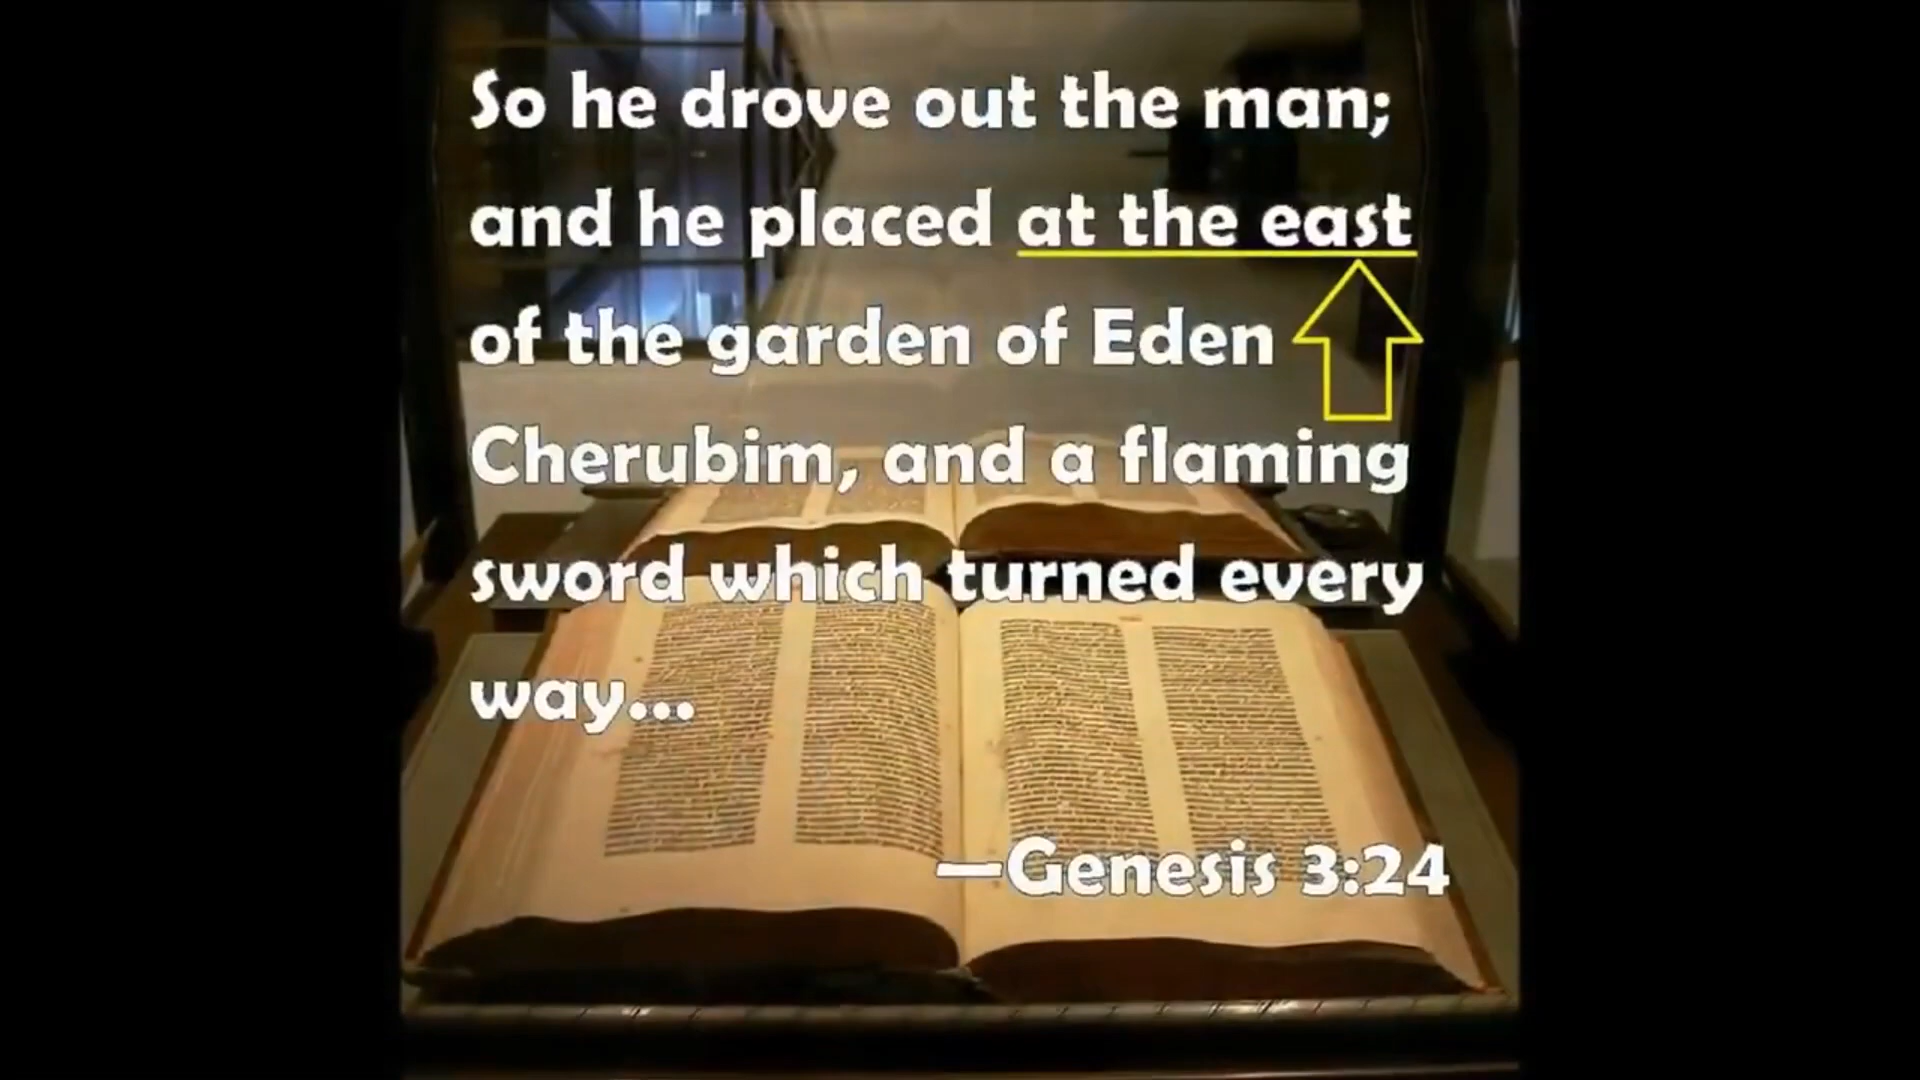 So he drove out the man;
and he placed at the east
of the garden of Eden
Cherubim, and a flaming
sword which turned every
way...
—Genesis 3:24